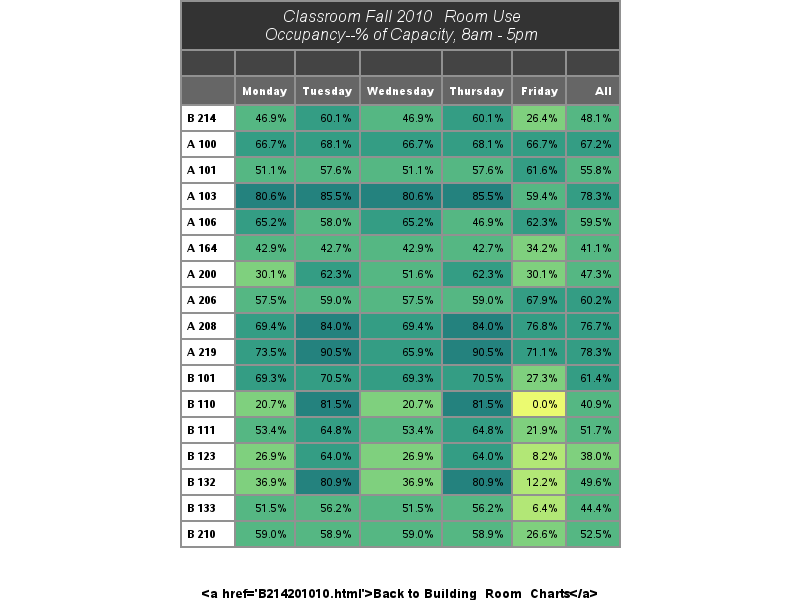 Classroom Fall 2010 Room Use
Occupancy--% of Capacity, 8am - 5pm
Monday Tuesday Wednesday Thursday Friday All
B 214 46.9% 60.1% 46.9% 60.1% 26.4% 48.1%
A 100 66.7% 68.1% 66.7% 68.1% 66.7% 67.2%
A 101 51.1% 57.6% 51.1% 57.6% 61.6% 55.8%
A 103 80.6% 85.5% 80.6% 85.5% 59.4% 78.3%
A 106 65.2% 58.0% 65.2% 46.9% 62.3% 59.5%
A 164 42.9% 42.7% 42.9% 42.7% 34.2% 41.1%
A 200 30.1% 62.3% 51.6% 62.3% 30.1% 47.3%
A 206 57.5% 59.0% 57.5% 59.0% 67.9% 60.2%
A 208 69.4% 84.0% 69.4% 84.0% 76.8% 76.7%
A 219 73.5% 90.5% 65.9% 90.5% 71.1% 78.3%
B 101 69.3% 70.5% 69.3% 70.5% 27.3% 61.4%
B 110 20.7% 81.5% 20.7% 81.5% 0.0% 40.9%
B 111 53.4% 64.8% 53.4% 64.8% 21.9% 51.7%
B 123 26.9% 64.0% 26.9% 64.0% 8.2% 38.0%
B 132 36.9% 80.9% 36.9% 80.9% 12.2% 49.6%
B 133 51.5% 56.2% 51.5% 56.2% 6.4% 44.4%
B 210 59.0% 58.9% 59.0% 58.9% 26.6% 52.5%
<a href='B214201010.html'>Back to Building Room Charts</a>